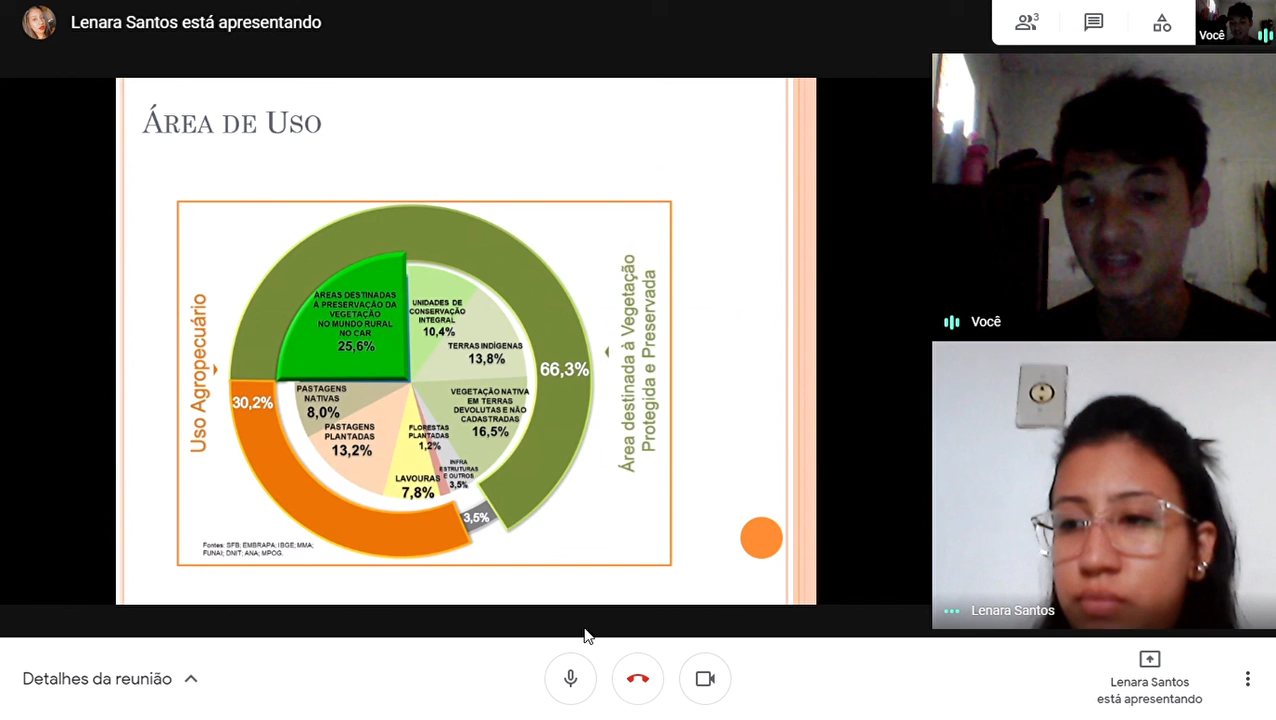 Lenara Santos está apresentando
3
Você
ÁREA DE USO
Uso Agropecuário
ÁREAS DESTINADAS
À PRESERVAÇÃO DA
VEGETAÇÃO
NO MUNDO RURAL
NO CAR
25,6%
UNIDADES DE
CONSERVAÇÃO
INTEGRAL
10,4%
TERRAS INDÍGENAS
13,8%
VEGETAÇÃO NATIVA
EM TERRAS
DEVOLUTAS E NÃO
CADASTRADAS
16,5%
66,3%
Área destinada à Vegetação
Protegida e Preservada
30,2%
PASTAGENS
NATIVAS
8,0%
PASTAGENS
PLANTADAS
13,2%
LAVOURAS
7,8%
FLORESTAS
PLANTADAS
1,2%
INFRA
ESTRUTURAS
E OUTROS
3,5%
3,5%
Fontes: SFB; EMBRAPA; IBGE; MMA;
FUNAI; DNIT; ANA; MPOG.
Você
Lenara Santos
Detalhes da reunião
Lenara Santos
está apresentando